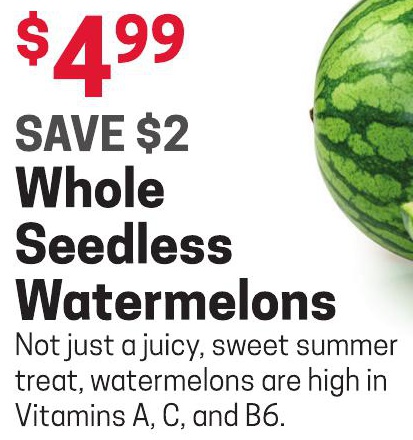 $4.99
SAVE $2
Whole
Seedless
Watermelons
Not just a juicy, sweet summer
treat, watermelons are high in
Vitamins A, C, and B6.